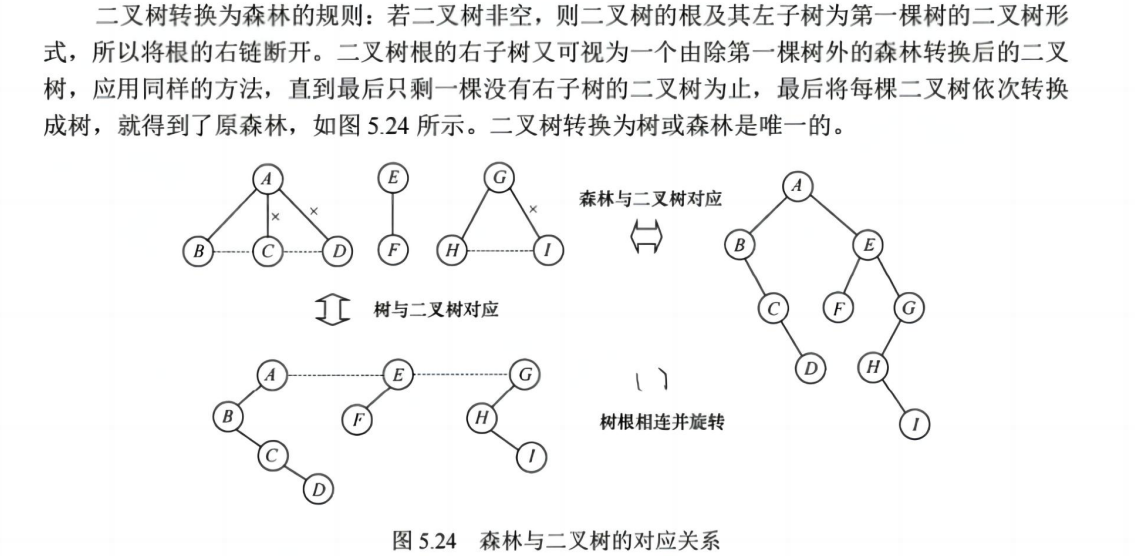 二叉树转换为森林的规则：若二叉树非空，则二叉树的根及其左子树为第一棵树的二叉树形
式，所以将根的右链断开。二叉树根的右子树又可视为一个由除第一棵树外的森林转换后的二叉
树，应用同样的方法，直到最后只剩一棵没有右子树的二叉树为止，最后将每棵二叉树依次转换
成树，就得到了原森林，如图 5.24 所示。二叉树转换为树或森林是唯一的。
A E G
× × ×
B C D F H I
树与二叉树对应
A E G
B F H
C I
D
森林与二叉树对应
A
B E
C F G
D H
I
树根相连并旋转
图 5.24 森林与二叉树的对应关系